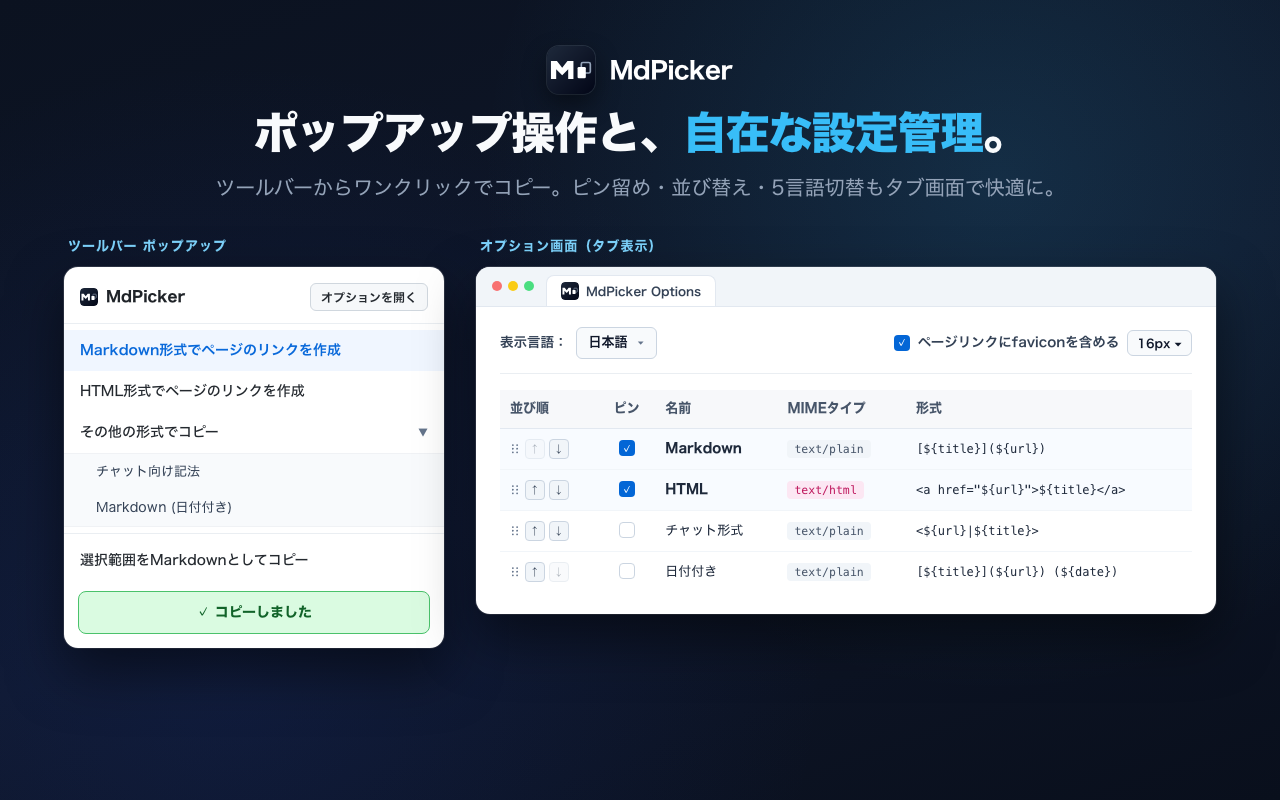 MdPicker
ポップアップ操作と、自在な設定管理。
ツールバーからワンクリックでコピー。ピン留め・並び替え・5言語切替もタブ画面で快適に。
ツールバー ポップアップ
MdPicker
オプションを開く
Markdown形式でページのリンクを作成
HTML形式でページのリンクを作成
その他の形式でコピー ▼
チャット向け記法
Markdown (日付付き)
選択範囲をMarkdownとしてコピー
✓ コピーしました
オプション画面（タブ表示）
MdPicker Options
表示言語： 日本語
✓ ページリンクにfaviconを含める 16px
並び順 ピン 名前 MIMEタイプ 形式
↑ ↓ ✓ Markdown text/plain [${title}](${url})
↑ ↓ ✓ HTML text/html <a href="${url}">${title}</a>
↑ ↓ チャット形式 text/plain <${url}|${title}>
↑ ↓ 日付付き text/plain [${title}](${url}) (${date})